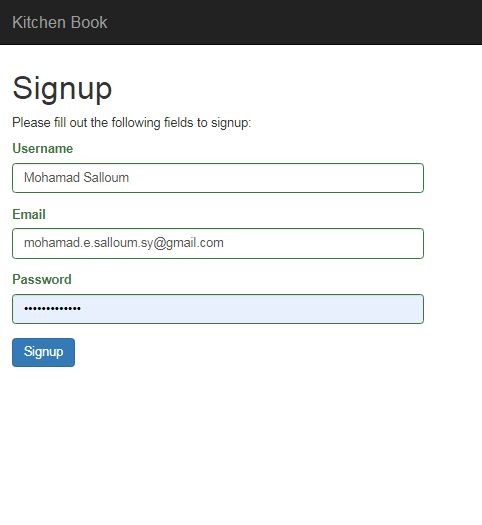 Kitchen Book
Signup
Please fill out the following fields to signup:
Username
Mohamad Salloum
Email
mohamad.e.salloum.sy@gmail.com
Password
•••••••••••••
Signup